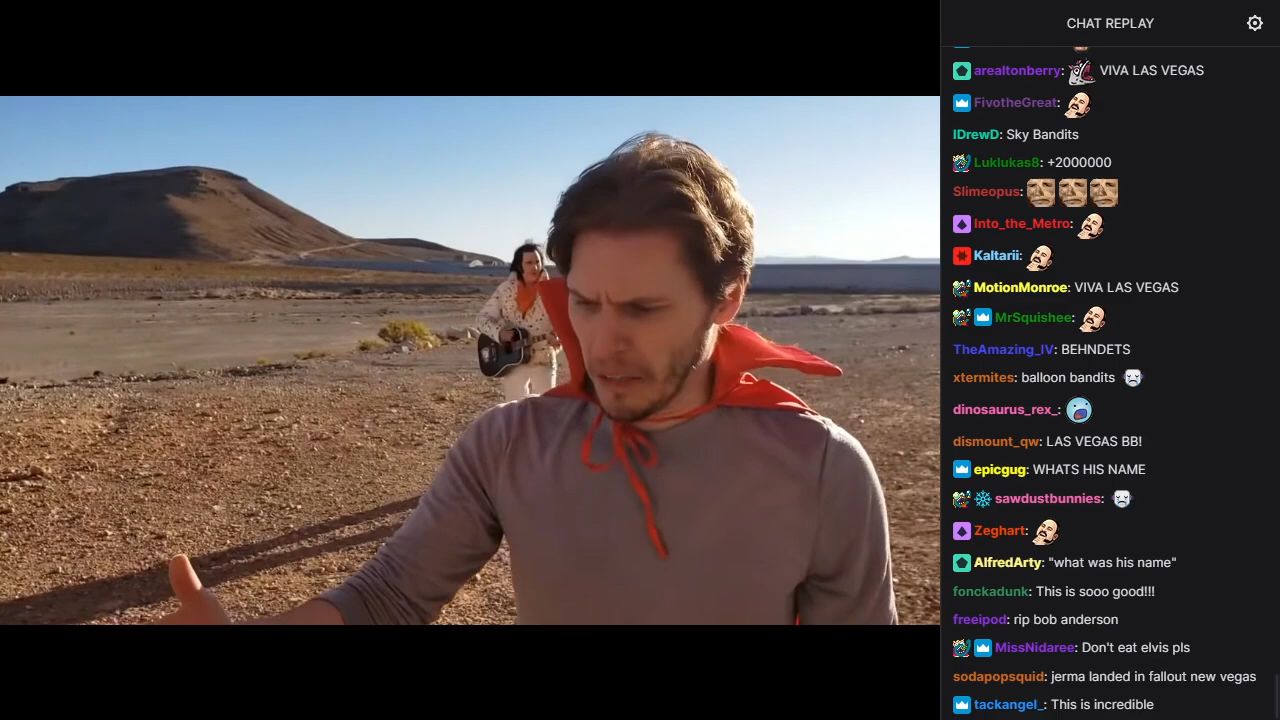 CHAT REPLAY
arealtonberry: VIVA LAS VEGAS
FivotheGreat:
IDrewD: Sky Bandits
Luklukas8: +2000000
Slimeopus:
Into_the_Metro:
Kaltarii:
MotionMonroe: VIVA LAS VEGAS
MrSquishee:
TheAmazing_IV: BEHNDETS
xtermites: balloon bandits
dinosaurus_rex_:
dismount_qw: LAS VEGAS BB!
epicgug: WHATS HIS NAME
sawdustbunnies:
Zeghart:
AlfredArty: "what was his name"
fonckadunk: This is sooo good!!!
freeipod: rip bob anderson
MissNidaree: Don't eat elvis pls
sodapopsquid: jerma landed in fallout new vegas
tackangel_: This is incredible